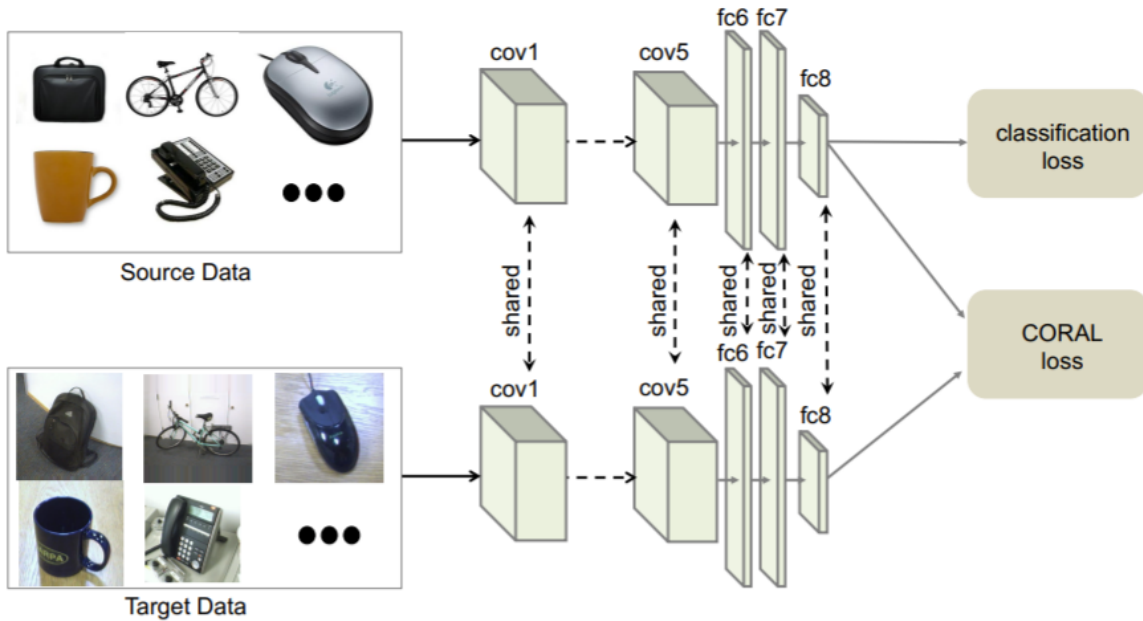 fc6 fc7
cov1
cov5
fc8
classification
loss
Source Data
shared
shared
shared
shared
shared
CORAL
loss
fc6 fc7
cov1
cov5
fc8
Target Data